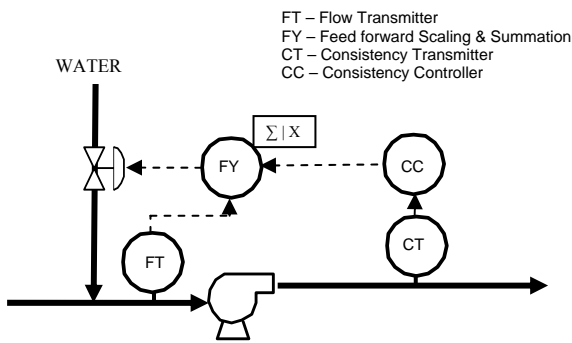 FT – Flow Transmitter
FY – Feed forward Scaling & Summation
CT – Consistency Transmitter
CC – Consistency Controller
WATER
∑ | X
FY
CC
FT
CT